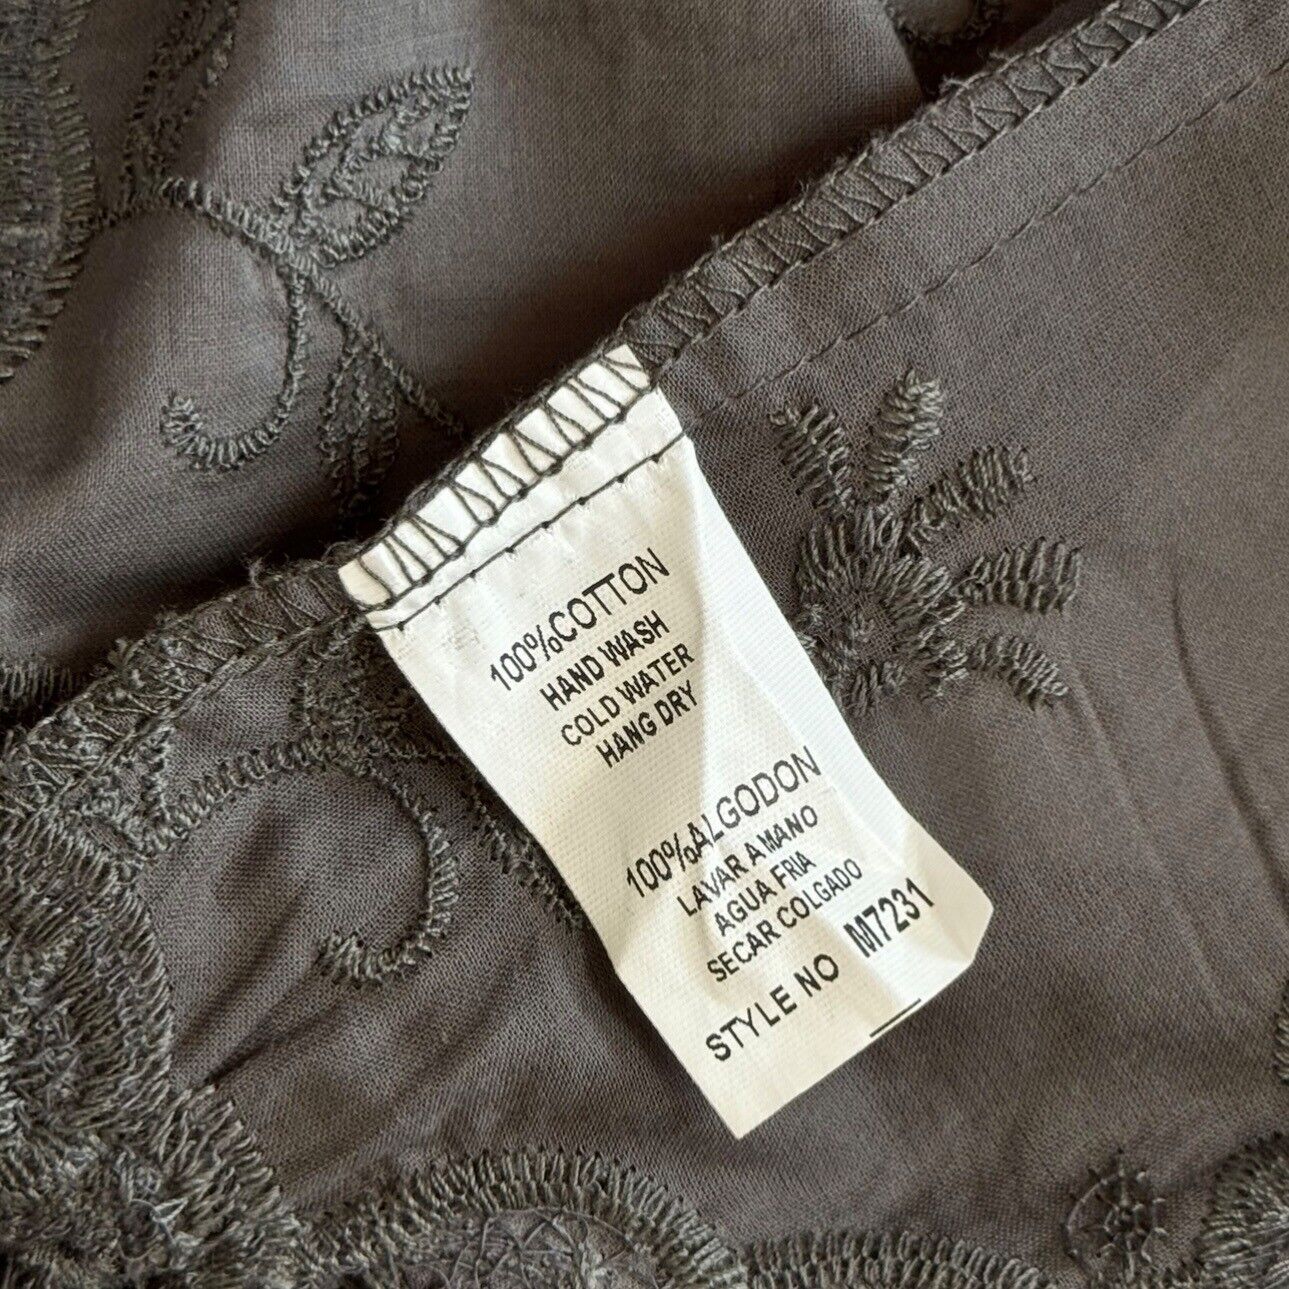 100%COTTON
HAND WASH
COLD WATER
HANG DRY
100%ALGODON
LAVAR A MANO
AGUA FRIA
SECAR COLGADO
STYLE NO M7231